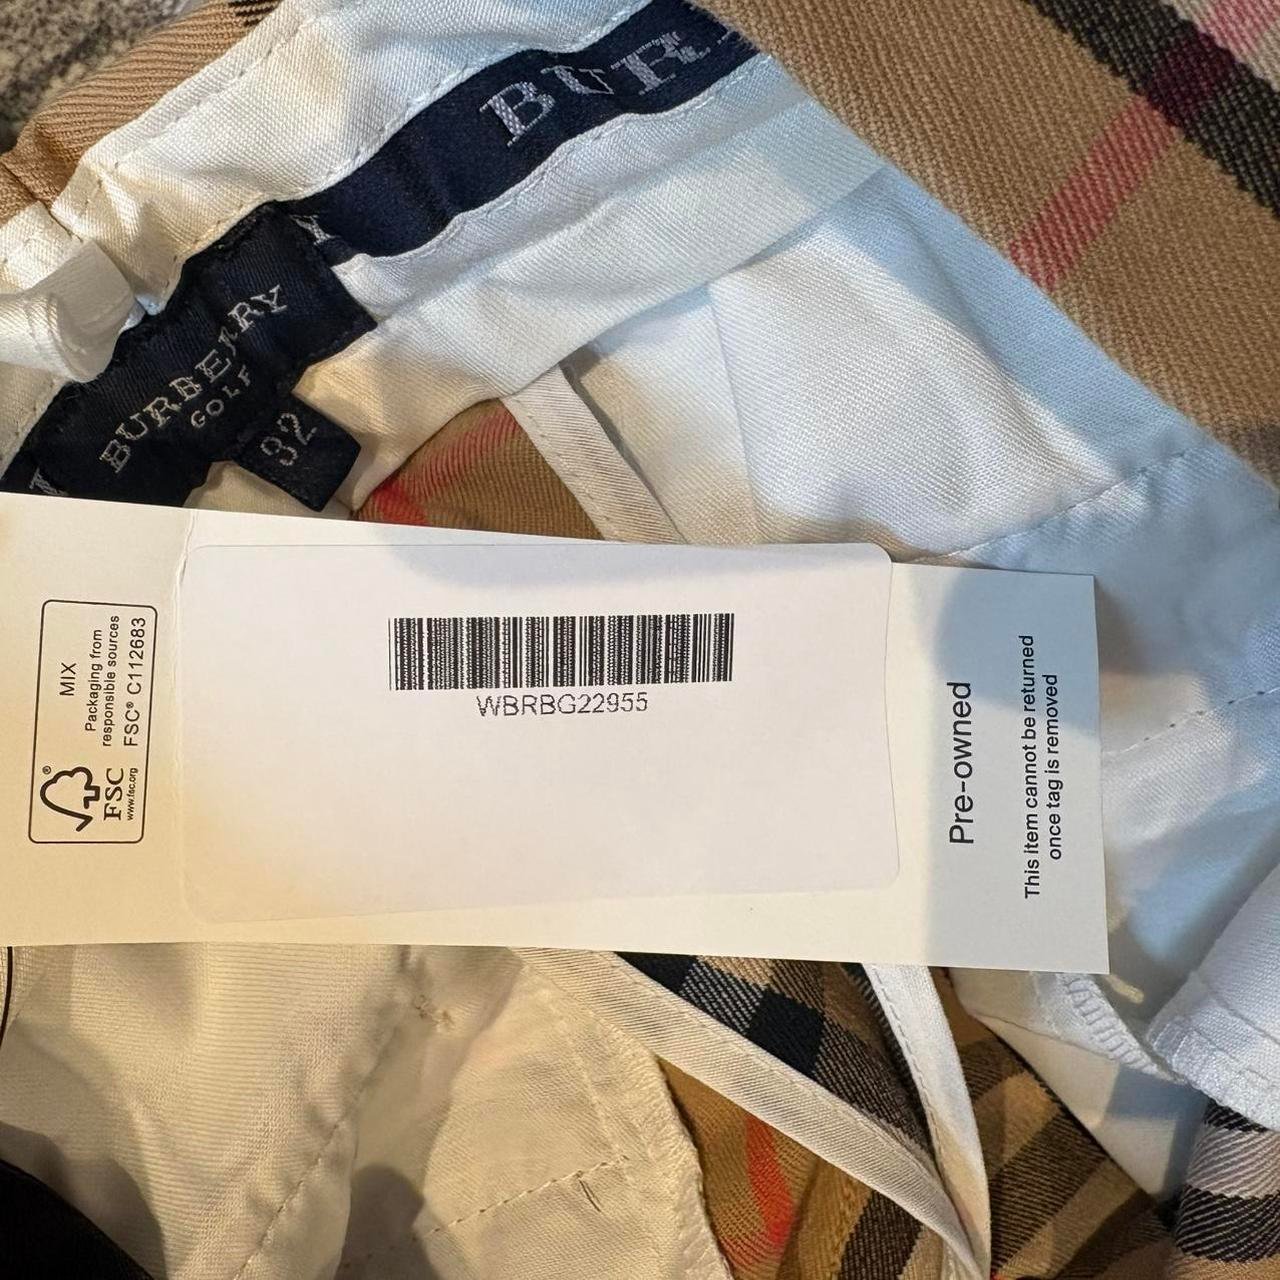 BUR
Y
BURBERRY
GOLF
32
MIX
Packaging from
responsible sources
FSC® C112683
®
FSC
www.fsc.org
WBRBG22955
Pre-owned
This item cannot be returned
once tag is removed